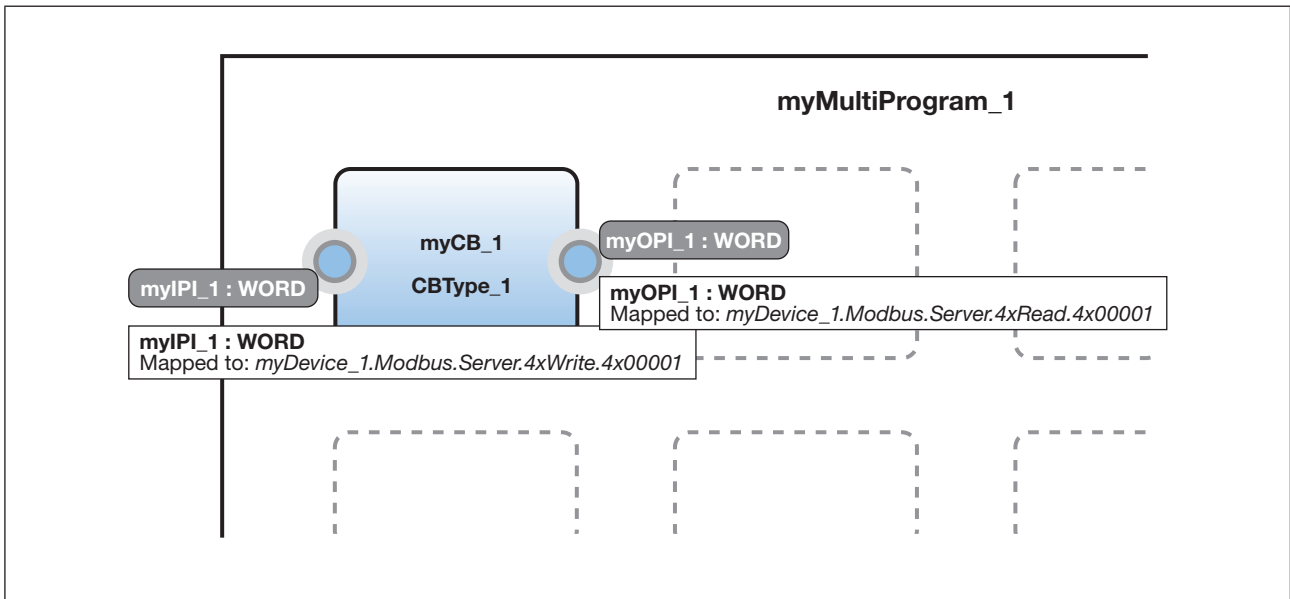 myMultiProgram_1
myCB_1
CBType_1
myOPI_1 : WORD
myIPI_1 : WORD
myOPI_1 : WORD
Mapped to: myDevice_1.Modbus.Server.4xRead.4x00001
myIPI_1 : WORD
Mapped to: myDevice_1.Modbus.Server.4xWrite.4x00001